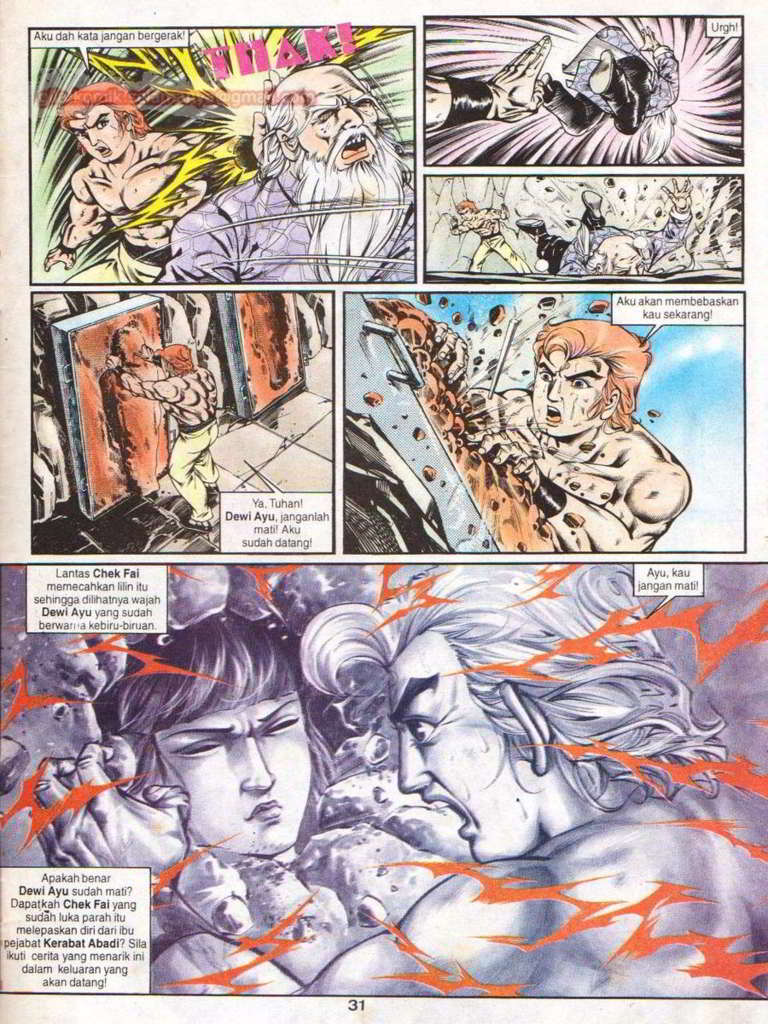 Aku dah kata jangan bergerak!
THAK!
Urgh!
Ya, Tuhan!
Dewi Ayu, janganlah
mati! Aku
sudah datang!
Aku akan membebaskan
kau sekarang!
Lantas Chek Fai
memecahkan lilin itu
sehingga dilihatnya wajah
Dewi Ayu yang sudah
berwarna kebiru-biruan.
Ayu, kau
jangan mati!
Apakah benar
Dewi Ayu sudah mati?
Dapatkah Chek Fai yang
sudah luka parah itu
melepaskan diri dari ibu
pejabat Kerabat Abadi? Sila
ikuti cerita yang menarik ini
dalam keluaran yang
akan datang!
31